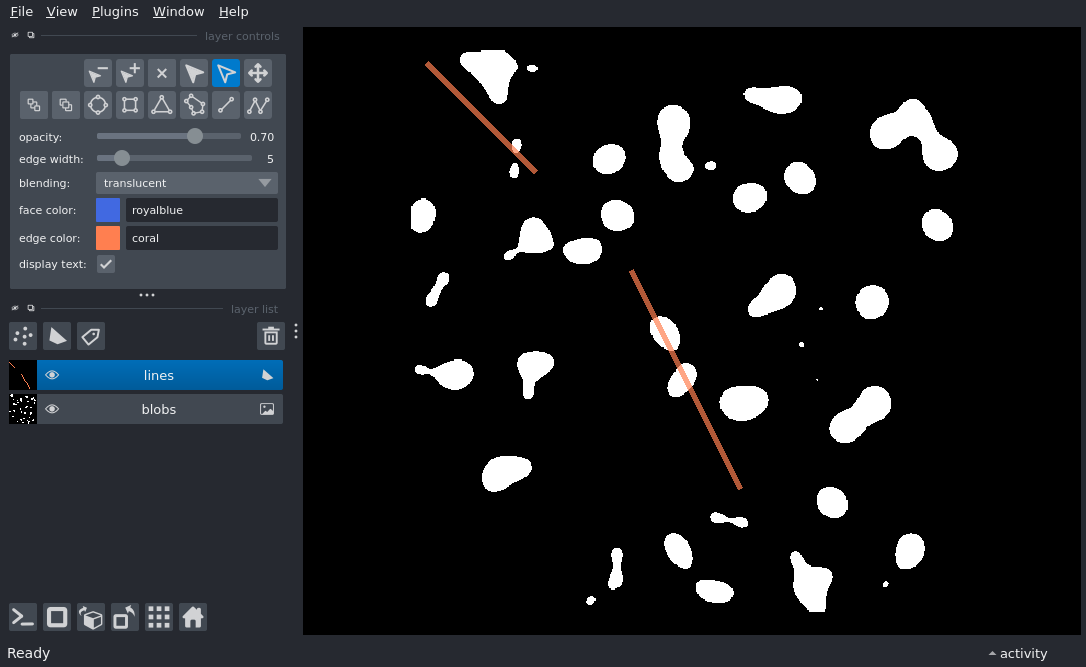 File View Plugins Window Help
layer controls
opacity: 0.70
edge width: 5
blending: translucent
face color: royalblue
edge color: coral
display text:
layer list
lines
blobs
Ready
activity